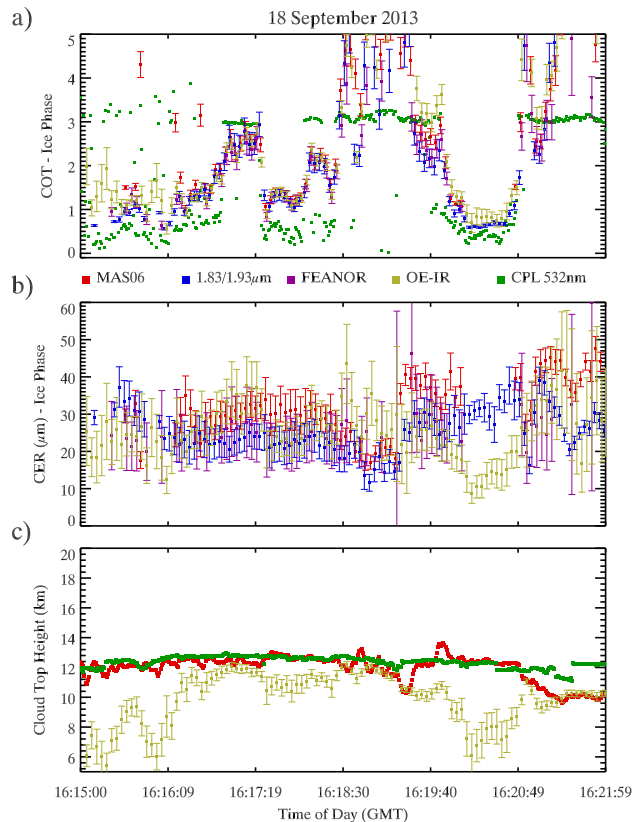 a)
18 September 2013
5
4
3
2
1
0
COT - Ice Phase
MAS06 1.83/1.93μm FEANOR OE-IR CPL 532nm
b)
60
50
40
30
20
10
0
CER (μm) - Ice Phase
c)
20
18
16
14
12
10
8
6
Cloud Top Height (km)
16:15:00 16:16:09 16:17:19 16:18:30 16:19:40 16:20:49 16:21:59
Time of Day (GMT)